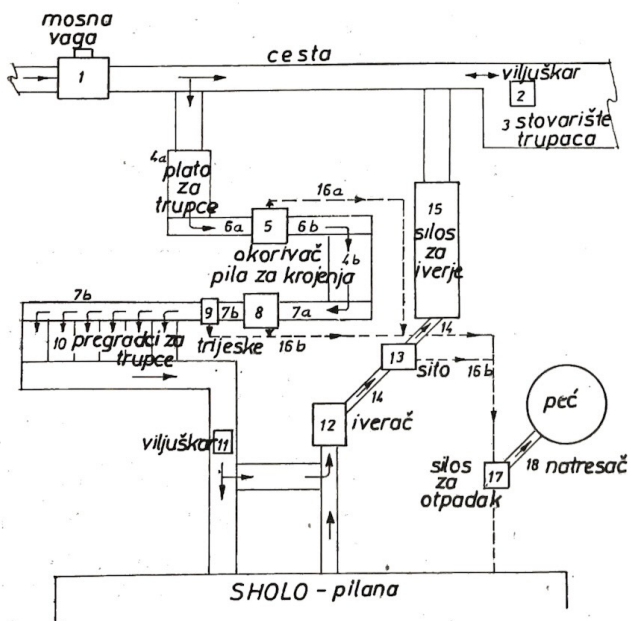 mosna
vaga
1
cesta
viljuškar
2
3 stovarište
trupaca
4a
plato
za
trupce
16a
6a
5
6b
4b
okorivač
pila za krojenja
15
silos
za
iverje
7b
9
7b
8
7a
10 pregradci za
trupce
trijeske
16b
14
13
sito
16b
14
12
iverač
peć
viljuškar 11
silos
za
otpadak
17
18 natresač
SHOLO - pilana